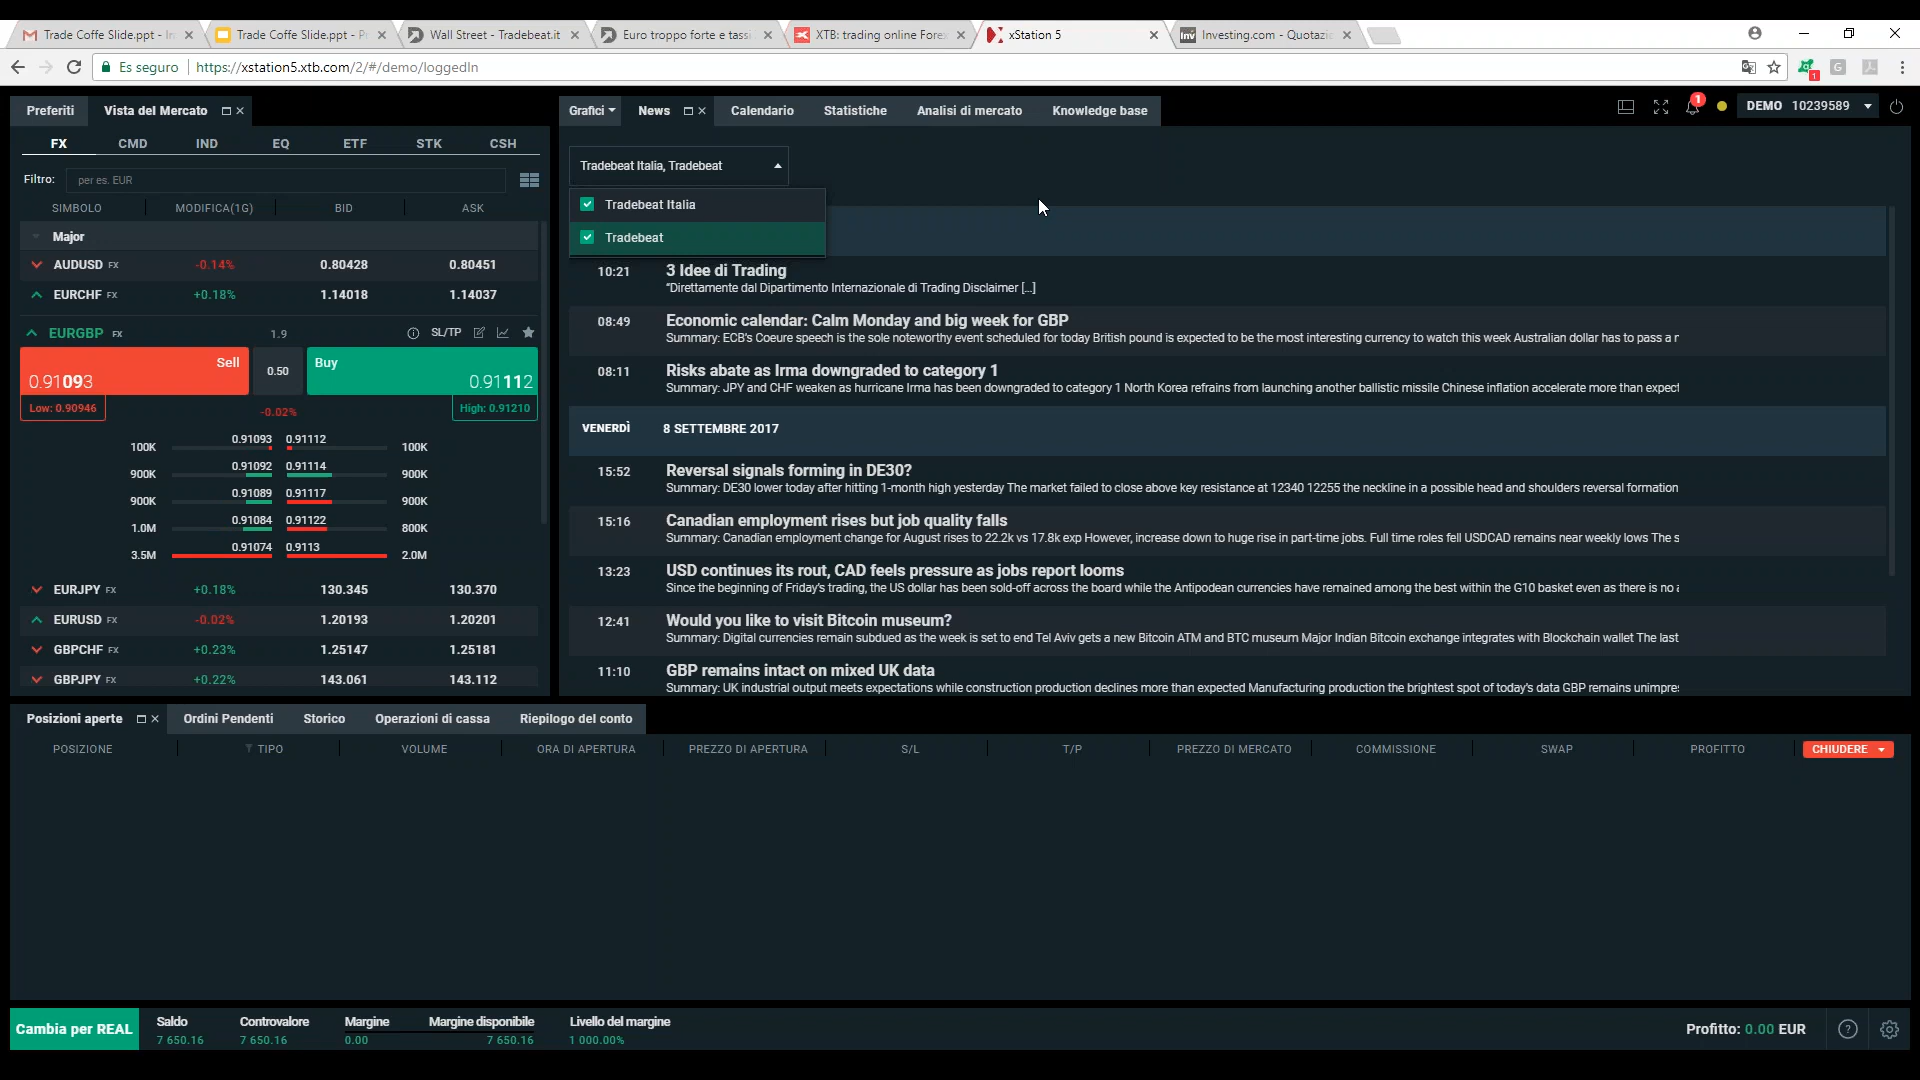 Trade Coffe Slide.ppt - I
Trade Coffe Slide.ppt - P
Wall Street - Tradebeat.it
Euro troppo forte e tassi
XTB: trading online Forex
xStation 5
Investing.com - Quotazi
Es seguro
https://xstation5.xtb.com/2/#/demo/loggedIn
1
Preferiti
Vista del Mercato
Grafici
News
Calendario
Statistiche
Analisi di mercato
Knowledge base
1
DEMO 10239589
FX CMD IND EQ ETF STK CSH
Filtro: per es. EUR
SIMBOLO MODIFICA(1G) BID ASK
Major
AUDUSD FX -0.14% 0.80428 0.80451
EURCHF FX +0.18% 1.14018 1.14037
EURGBP FX 1.9 SL/TP
Sell 0.91093
0.50
Buy 0.91112
Low: 0.90946
-0.02%
High: 0.91210
100K 0.91093 0.91112 100K
900K 0.91092 0.91114 900K
900K 0.91089 0.91117 900K
1.0M 0.91084 0.91122 800K
3.5M 0.91074 0.9113 2.0M
EURJPY FX +0.18% 130.345 130.370
EURUSD FX -0.02% 1.20193 1.20201
GBPCHF FX +0.23% 1.25147 1.25181
GBPJPY FX +0.22% 143.061 143.112
Tradebeat Italia, Tradebeat
Tradebeat Italia
Tradebeat
10:21 3 Idee di Trading
"Direttamente dal Dipartimento Internazionale di Trading Disclaimer [...]
08:49 Economic calendar: Calm Monday and big week for GBP
Summary: ECB's Coeure speech is the sole noteworthy event scheduled for today British pound is expected to be the most interesting currency to watch this week Australian dollar has to pass a r
08:11 Risks abate as Irma downgraded to category 1
Summary: JPY and CHF weaken as hurricane Irma has been downgraded to category 1 North Korea refrains from launching another ballistic missile Chinese inflation accelerate more than expect
VENERDÌ 8 SETTEMBRE 2017
15:52 Reversal signals forming in DE30?
Summary: DE30 lower today after hitting 1-month high yesterday The market failed to close above key resistance at 12340 12255 the neckline in a possible head and shoulders reversal formation
15:16 Canadian employment rises but job quality falls
Summary: Canadian employment change for August rises to 22.2k vs 17.8k exp However, increase down to huge rise in part-time jobs. Full time roles fell USDCAD remains near weekly lows The s
13:23 USD continues its rout, CAD feels pressure as jobs report looms
Since the beginning of Friday's trading, the US dollar has been sold-off across the board while the Antipodean currencies have remained among the best within the G10 basket even as there is no a
12:41 Would you like to visit Bitcoin museum?
Summary: Digital currencies remain subdued as the week is set to end Tel Aviv gets a new Bitcoin ATM and BTC museum Major Indian Bitcoin exchange integrates with Blockchain wallet The last
11:10 GBP remains intact on mixed UK data
Summary: UK industrial output meets expectations while construction production declines more than expected Manufacturing production the brightest spot of today's data GBP remains unimpre
Posizioni aperte
Ordini Pendenti
Storico
Operazioni di cassa
Riepilogo del conto
POSIZIONE TIPO VOLUME ORA DI APERTURA PREZZO DI APERTURA S/L T/P PREZZO DI MERCATO COMMISSIONE SWAP PROFITTO CHIUDERE
Cambia per REAL
Saldo Controvalore Margine Margine disponibile Livello del margine
7 650.16 7 650.16 0.00 7 650.16 1 000.00%
Profitto: 0.00 EUR
?